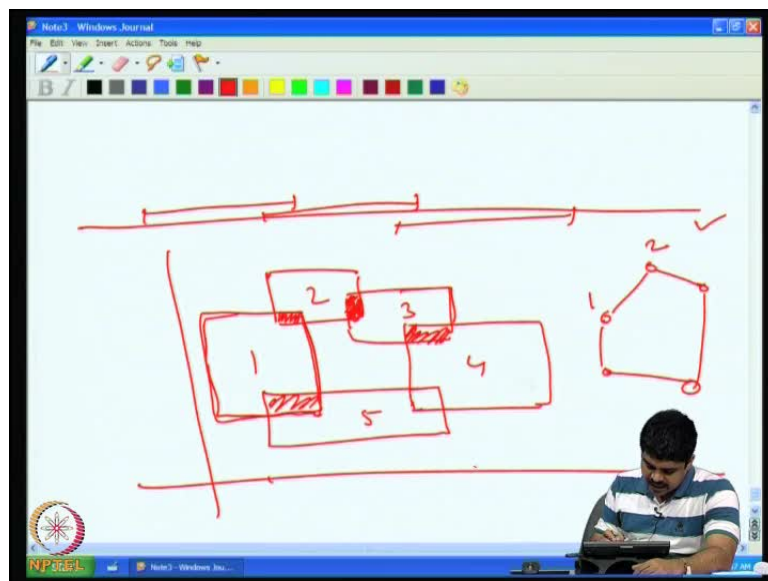 Note3 - Windows Journal
File Edit View Insert Actions Tools Help
B I
2
2
1
3
1
4
5
NPTEL
Note3 - Windows Jou...